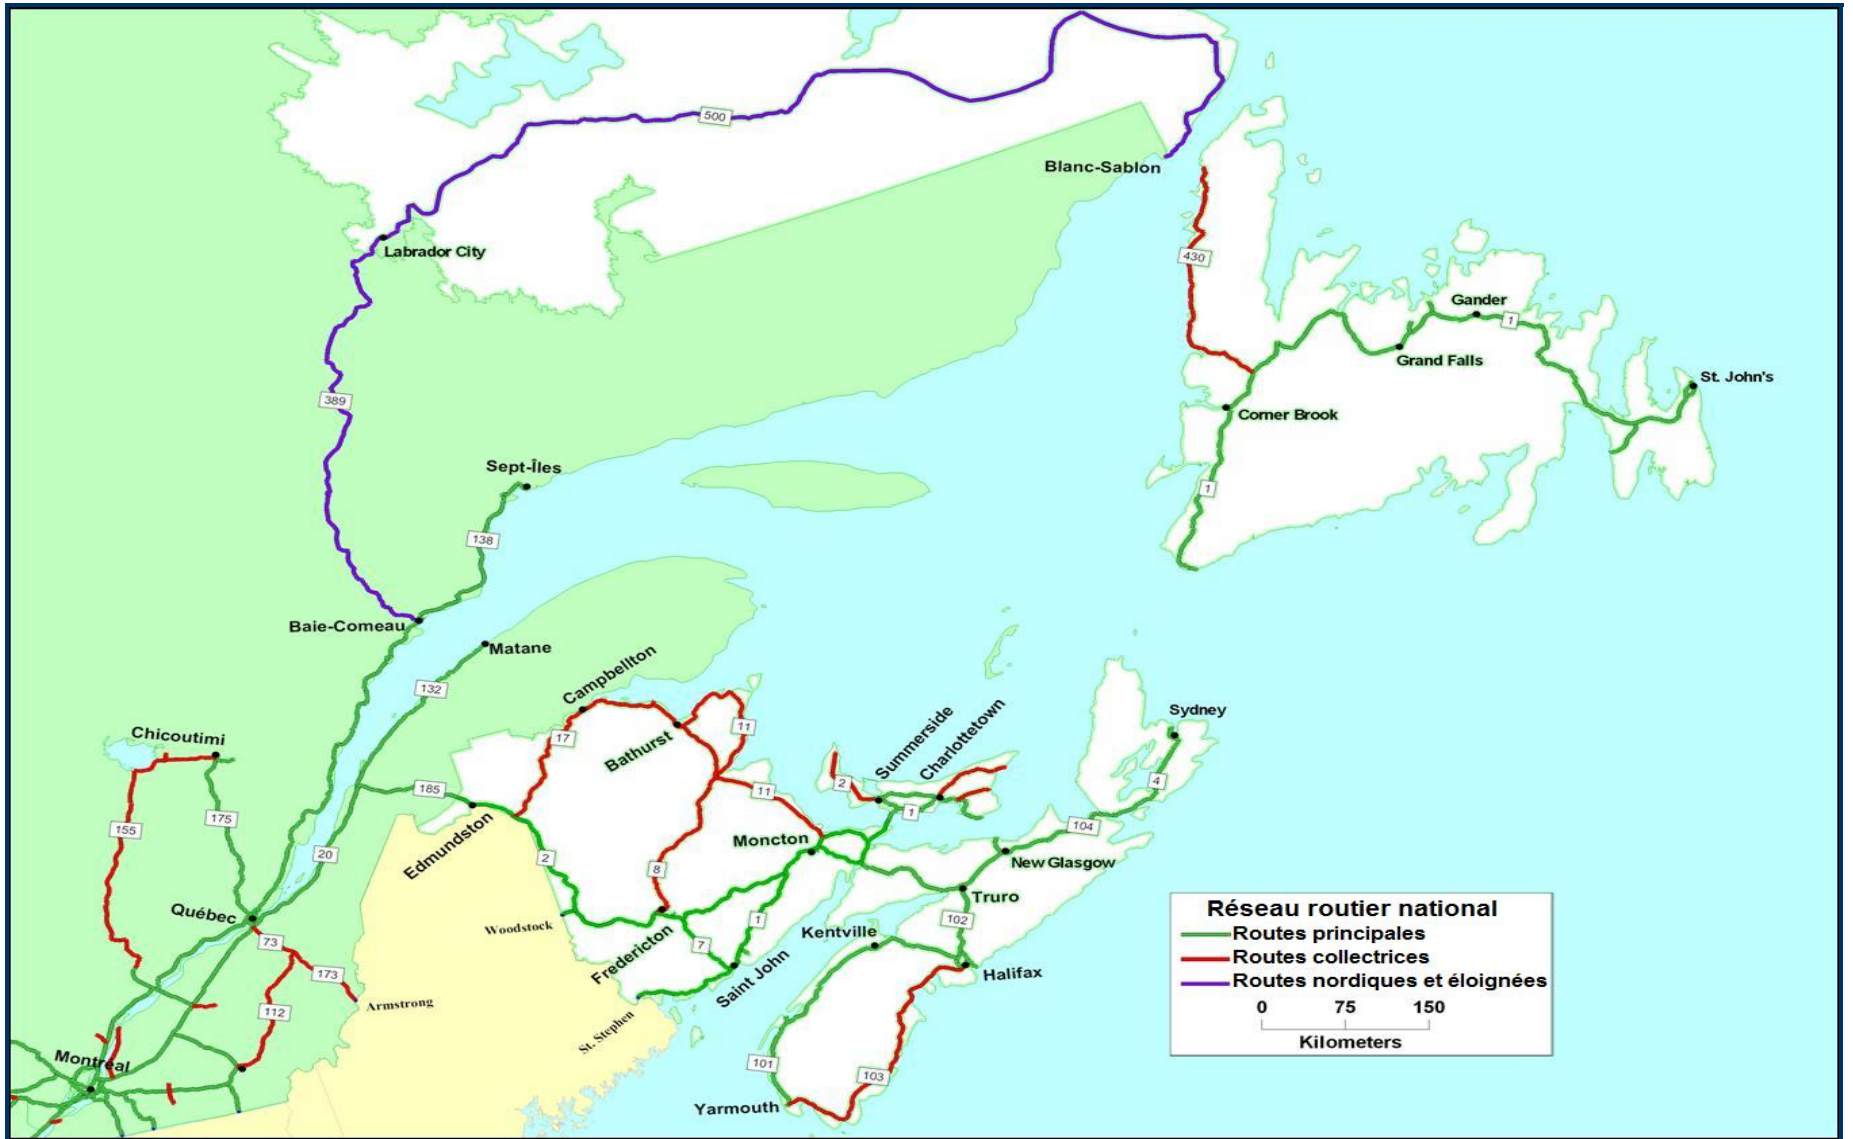 500
Blanc-Sablon
Labrador City
430
Gander
1
Grand Falls
St. John's
389
Corner Brook
Sept-Îles
1
138
Baie-Comeau
Matane
Campbellton
132
Sydney
Chicoutimi
17
Bathurst
11
Summerside
Charlottetown
2
4
185
11
1
104
155
175
Edmundston
Moncton
20
2
8
New Glasgow
Truro
Québec
Woodstock
Fredericton
1
102
73
7
Kentville
173
Saint John
Halifax
Armstrong
112
St. Stephen
Montréal
101
103
Yarmouth
Réseau routier national
Routes principales
Routes collectrices
Routes nordiques et éloignées
0 75 150
Kilometers